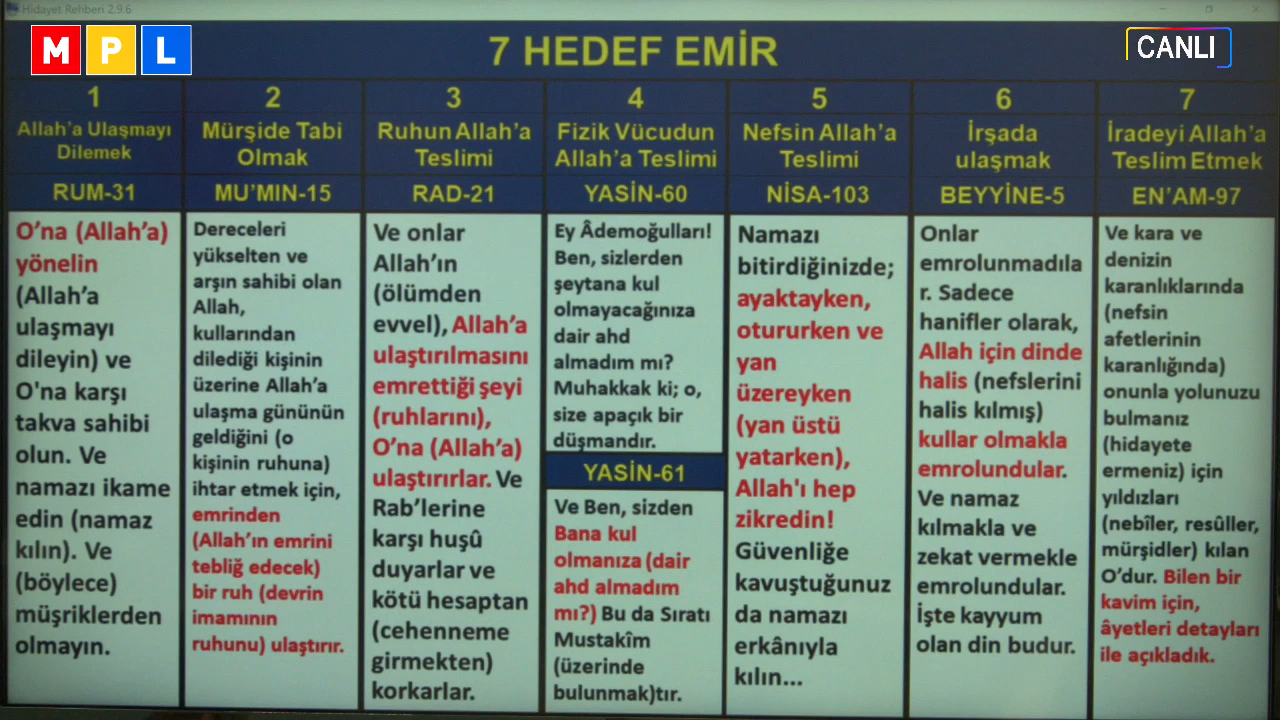 Hidayet Rehberi 2.9.6
M P L
7 HEDEF EMİR
CANLI
1
Allah'a Ulaşmayı
Dilemek
RUM-31
O'na (Allah'a)
yönelin
(Allah'a
ulaşmayı
dileyin) ve
O'na karşı
takva sahibi
olun. Ve
namazı ikame
edin (namaz
kılın). Ve
(böylece)
müşriklerden
olmayın.
2
Mürşide Tabi
Olmak
MU'MIN-15
Dereceleri
yükselten ve
arşın sahibi olan
Allah,
kullarından
dilediği kişinin
üzerine Allah'a
ulaşma gününün
geldiğini (o
kişinin ruhuna)
ihtar etmek için,
emrinden
(Allah'ın emrini
tebliğ edecek)
bir ruh (devrin
imamının
ruhunu) ulaştırır.
3
Ruhun Allah'a
Teslimi
RAD-21
Ve onlar
Allah'ın
(ölümden
evvel), Allah'a
ulaştırılmasını
emrettiği şeyi
(ruhlarını),
O'na (Allah'a)
ulaştırırlar. Ve
Rab'lerine
karşı huşû
duyarlar ve
kötü hesaptan
(cehenneme
girmekten)
korkarlar.
4
Fizik Vücudun
Allah'a Teslimi
YASİN-60
Ey Âdemoğulları!
Ben, sizlerden
şeytana kul
olmayacağınıza
dair ahd
almadım mı?
Muhakkak ki; o,
size apaçık bir
düşmandır.
YASİN-61
Ve Ben, sizden
Bana kul
olmanıza (dair
ahd almadım
mı?) Bu da Sıratı
Mustakîm
(üzerinde
bulunmak)tır.
5
Nefsin Allah'a
Teslimi
NİSA-103
Namazı
bitirdiğinizde;
ayaktayken,
otururken ve
yan
üzereyken
(yan üstü
yatarken),
Allah'ı hep
zikredin!
Güvenliğe
kavuştuğunuz
da namazı
erkânıyla
kılın...
6
İrşada
ulaşmak
BEYYİNE-5
Onlar
emrolunmadıla
r. Sadece
hanifler olarak,
Allah için dinde
halis (nefslerini
halis kılmış)
kullar olmakla
emrolundular.
Ve namaz
kılmakla ve
zekat vermekle
emrolundular.
İşte kayyum
olan din budur.
7
İradeyi Allah'a
Teslim Etmek
EN'AM-97
Ve kara ve
denizin
karanlıklarında
(nefsin
afetlerinin
karanlığında)
onunla yolunuzu
bulmanız
(hidayete
ermeniz) için
yıldızları
(nebîler, resûller,
mürşidler) kılan
O'dur. Bilen bir
kavim için,
âyetleri detayları
ile açıkladık.